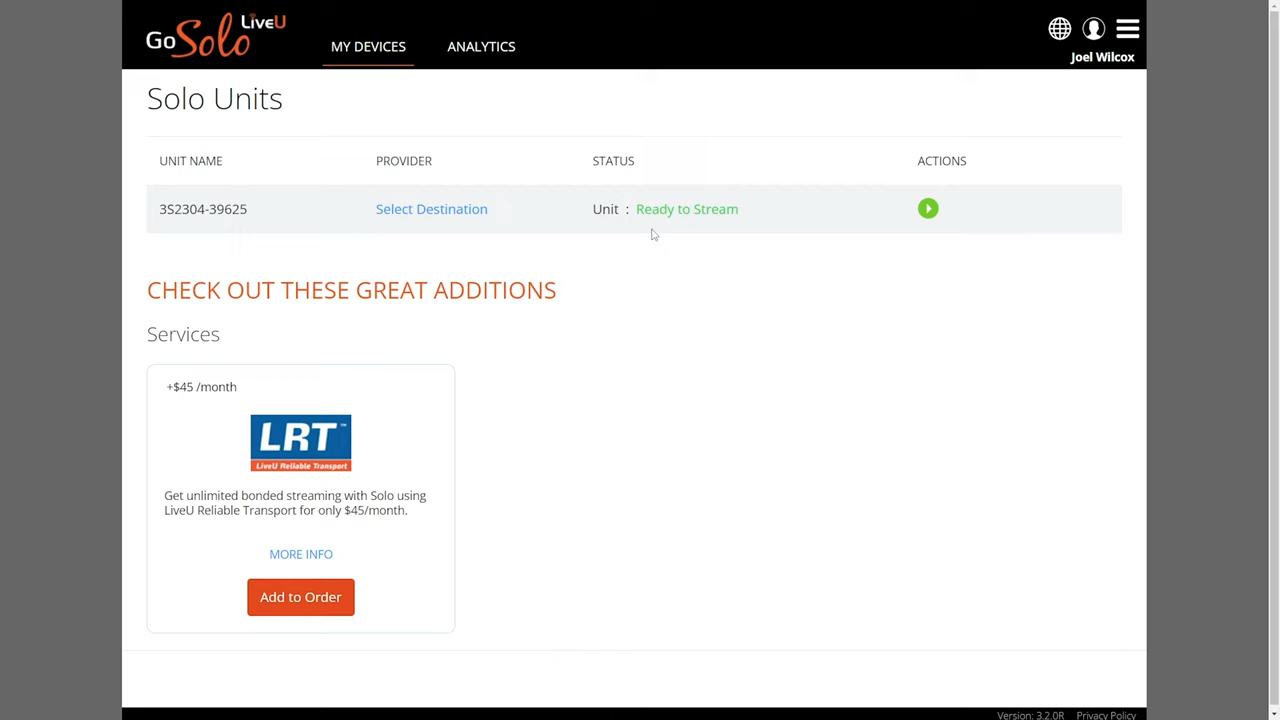 Go Solo LiveU
MY DEVICES
ANALYTICS
Joel Wilcox
Solo Units
UNIT NAME
PROVIDER
STATUS
ACTIONS
3S2304-39625
Select Destination
Unit : Ready to Stream
CHECK OUT THESE GREAT ADDITIONS
Services
+$45 /month
LRT™
LiveU Reliable Transport
Get unlimited bonded streaming with Solo using
LiveU Reliable Transport for only $45/month.
MORE INFO
Add to Order
Version: 3.2.0R
Privacy Policy